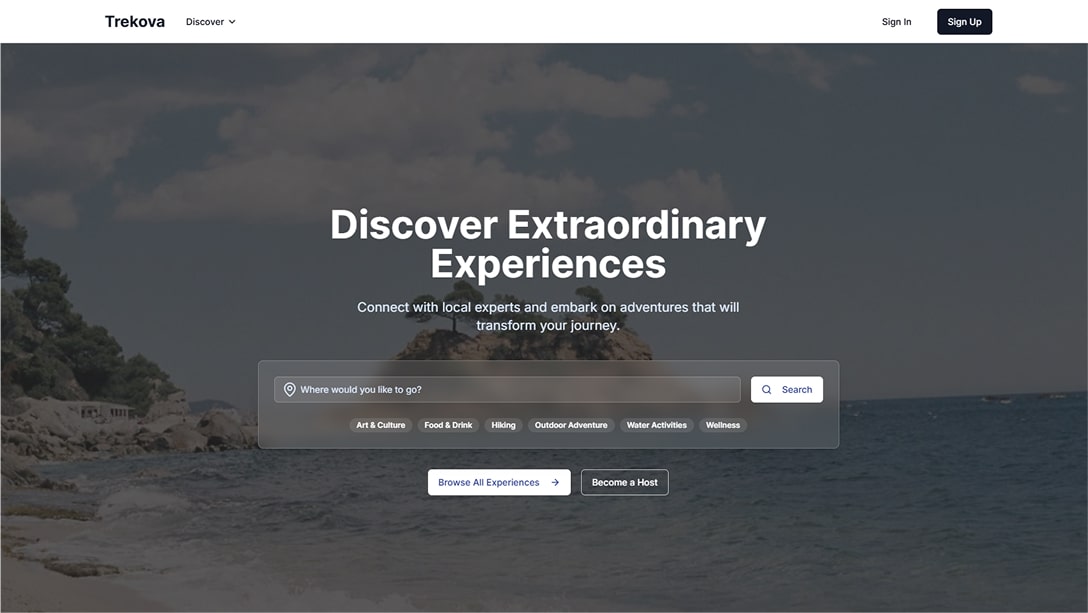 Trekova
Discover
Sign In
Sign Up
Discover Extraordinary
Experiences
Connect with local experts and embark on adventures that will
transform your journey.
Where would you like to go?
Search
Art & Culture
Food & Drink
Hiking
Outdoor Adventure
Water Activities
Wellness
Browse All Experiences
Become a Host